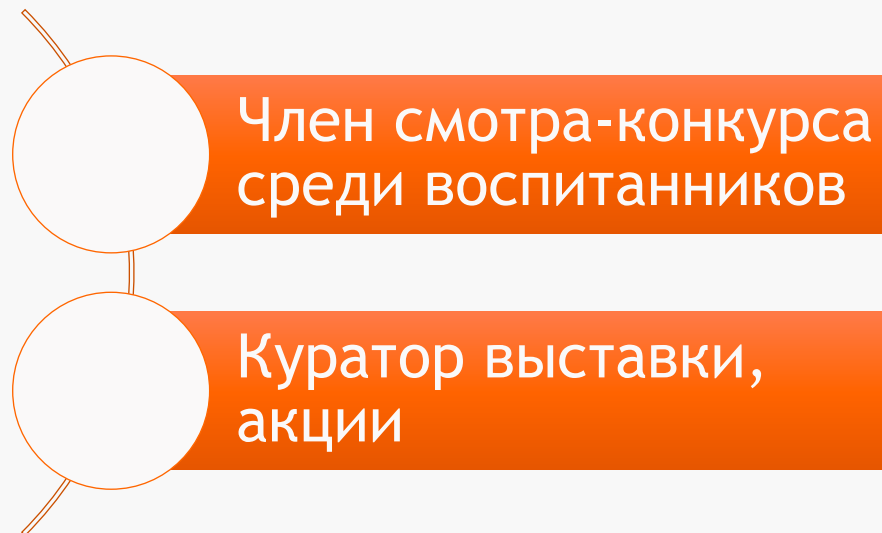 Член смотра-конкурса
среди воспитанников
Куратор выставки,
акции